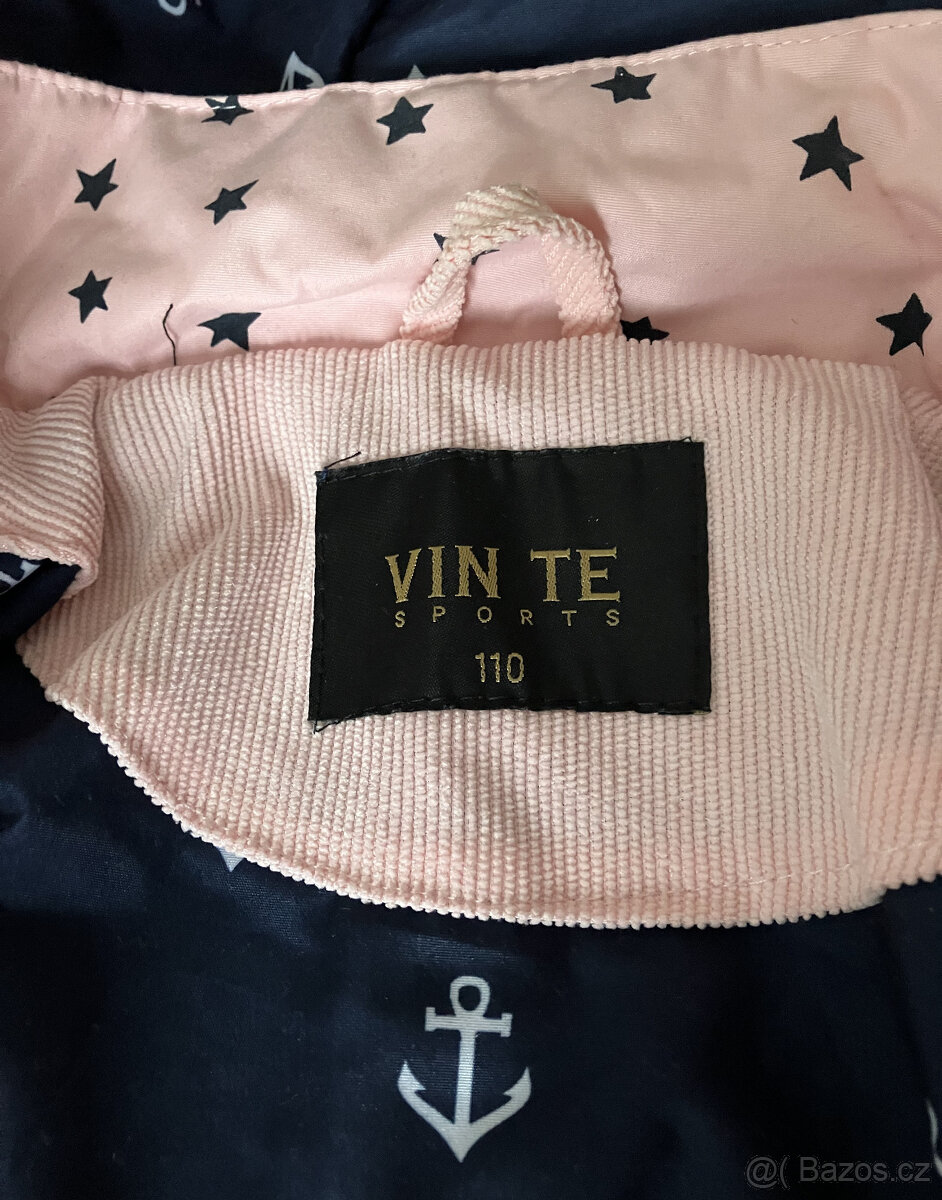 VIN TE
SPORTS
110
@( Bazos.cz